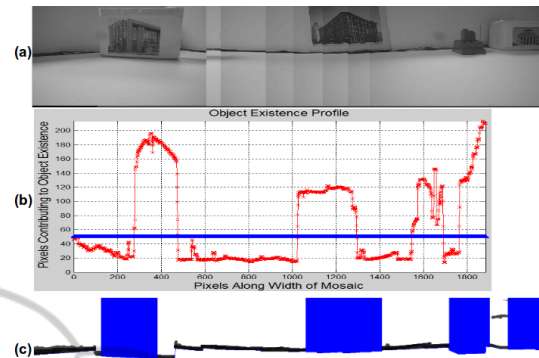 (a)
Object Existence Profile
(b)
Pixels Contributing to Object Existence
200
180
160
140
120
100
80
60
40
20
0
0 200 400 600 800 1000 1200 1400 1600 1800
Pixels Along Width of Mosaic
(c)